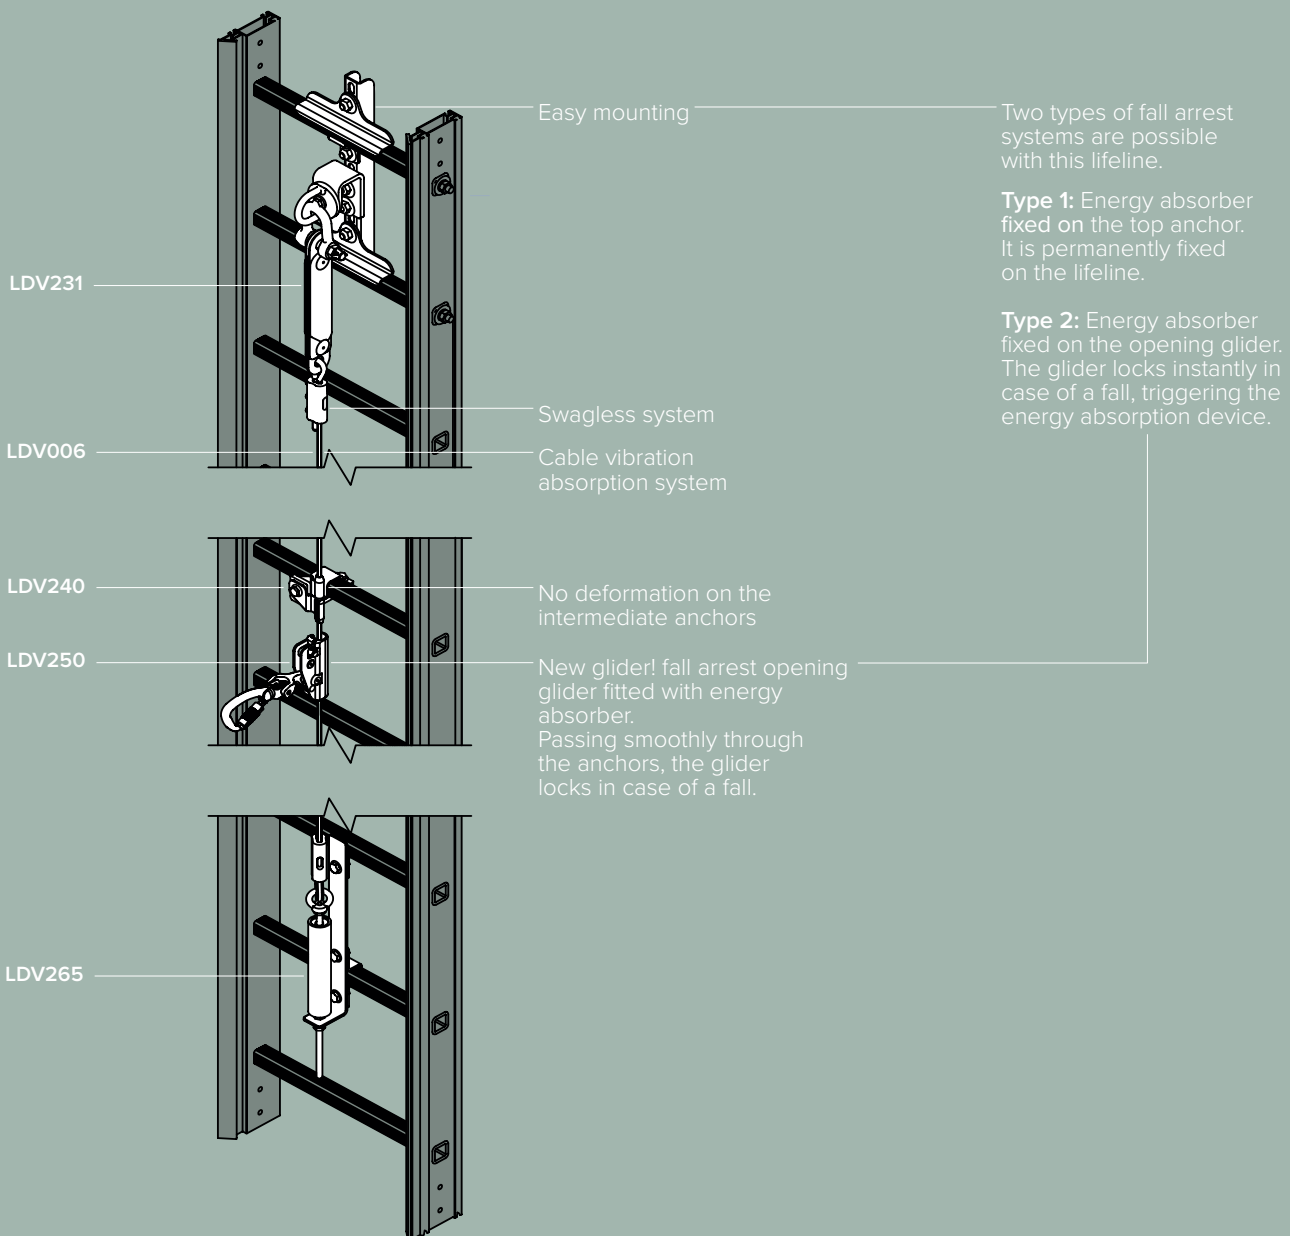 Easy mounting
Two types of fall arrest
systems are possible
with this lifeline.
Type 1: Energy absorber
fixed on the top anchor.
It is permanently fixed
on the lifeline.
Type 2: Energy absorber
fixed on the opening glider.
The glider locks instantly in
case of a fall, triggering the
energy absorption device.
LDV231
Swagless system
LDV006
Cable vibration
absorption system
LDV240
No deformation on the
intermediate anchors
LDV250
New glider! fall arrest opening
glider fitted with energy
absorber.
Passing smoothly through
the anchors, the glider
locks in case of a fall.
LDV265